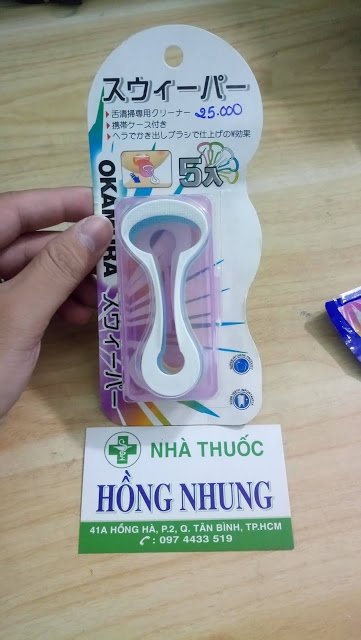 スウィーパー
▶舌清掃専用クリーナー
25.000
▶携帯ケース付き
▶ヘラでかき出しブラシで仕上げのW効果
5入
OKAMURA スウィーパー
NHÀ THUỐC
HỒNG NHUNG
41A HỒNG HÀ, P.2, Q. TÂN BÌNH, TP.HCM
: 097 4433 519